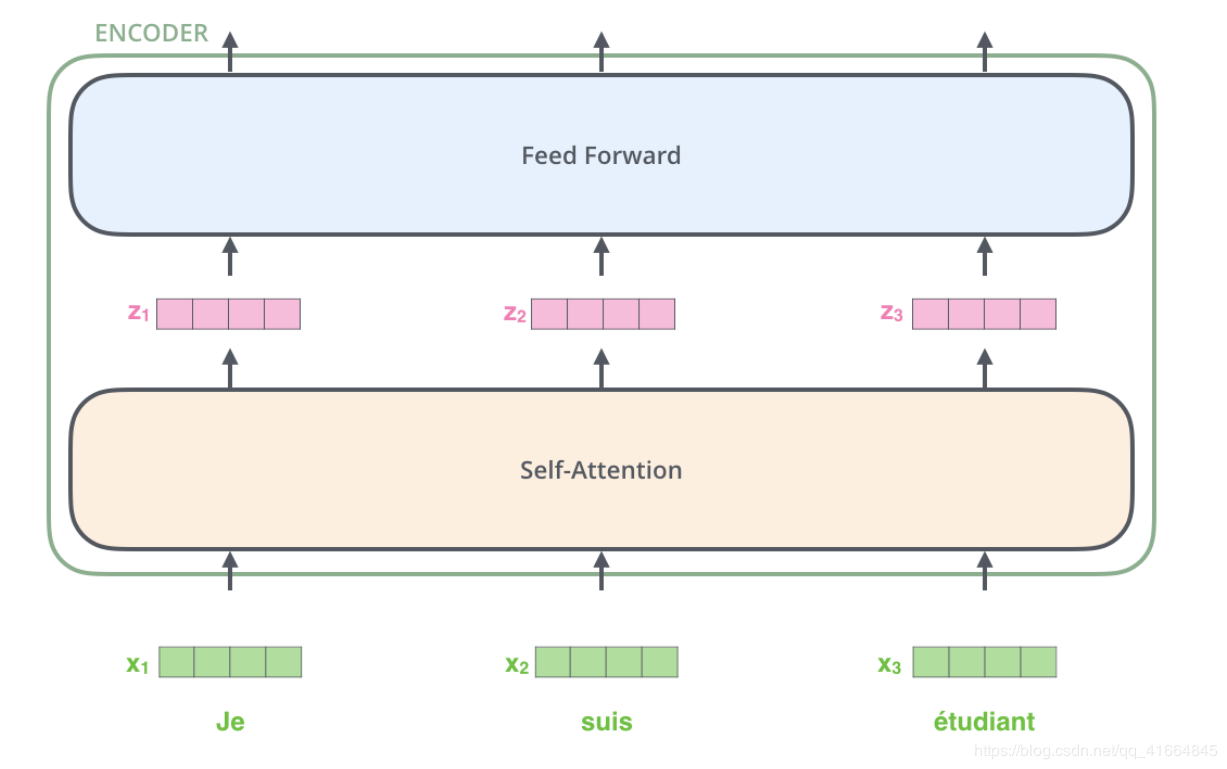 ENCODER
Feed Forward
z1 z2 z3
Self-Attention
x1 x2 x3
Je suis étudiant
https://blog.csdn.net/qq_41664845